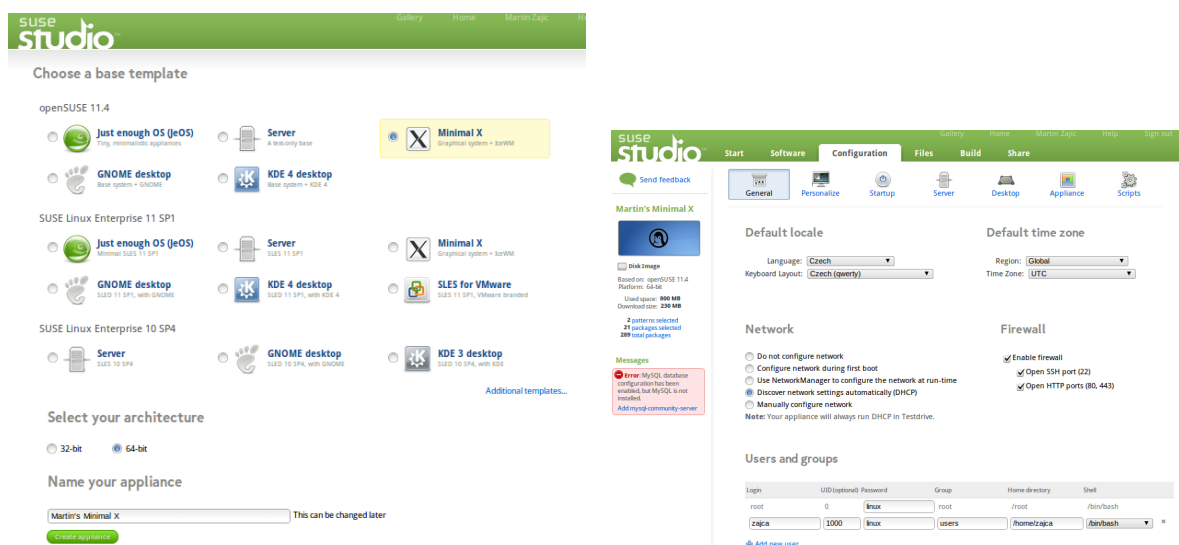 suse
studio
Gallery Home Martin Zajic
Choose a base template
openSUSE 11.4
Just enough OS (JeOS)
Tiny, minimalistic appliances
Server
A text-only base
Minimal X
Graphical system + IceWM
GNOME desktop
Base system + GNOME
KDE 4 desktop
Base system + KDE 4
SUSE Linux Enterprise 11 SP1
Just enough OS (JeOS)
Minimal SLES 11 SP1
Server
SLES 11 SP1
Minimal X
Graphical system + IceWM
GNOME desktop
SLED 11 SP1, with GNOME
KDE 4 desktop
SLED 11 SP1, with KDE 4
SLES for VMware
SLES 11 SP1, VMware branded
SUSE Linux Enterprise 10 SP4
Server
SLES 10 SP4
GNOME desktop
SLED 10 SP4, with GNOME
KDE 3 desktop
SLED 10 SP4, with KDE
Additional templates...
Select your architecture
32-bit 64-bit
Name your appliance
Martin's Minimal X This can be changed later
Create appliance
suse
studio
Gallery Home Martin Zajic Help Sign out
Start Software Configuration Files Build Share
Send feedback
General Personalize Startup Server Desktop Appliance Scripts
Martin's Minimal X
Disk Image
Based on: openSUSE 11.4
Platform: 64-bit
Used space: 800 MB
Download size: 230 MB
2 patterns selected
21 packages selected
289 total packages
Messages
Error: MySQL database
configuration has been
enabled, but MySQL is not
installed.
Add mysql-community-server
Default locale
Language: Czech
Keyboard Layout: Czech (qwerty)
Default time zone
Region: Global
Time Zone: UTC
Network
Do not configure network
Configure network during first boot
Use NetworkManager to configure the network at run-time
Discover network settings automatically (DHCP)
Manually configure network
Note: Your appliance will always run DHCP in Testdrive.
Firewall
Enable firewall
Open SSH port (22)
Open HTTP ports (80, 443)
Users and groups
Login UID (optional) Password Group Home directory Shell
root 0 linux root /root /bin/bash
zajca 1000 linux users /home/zajca /bin/bash
Add new user...